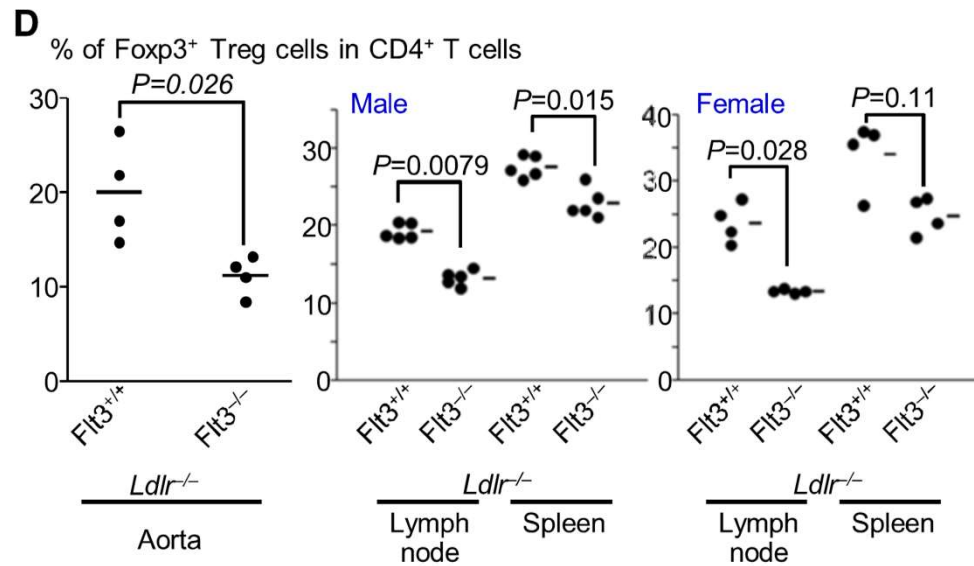 D
% of Foxp3⁺ Treg cells in CD4⁺ T cells
P=0.026
30
20
10
0
Flt3⁺/⁺
Flt3⁻/⁻
Ldlr⁻/⁻
Aorta
Male
P=0.015
P=0.0079
30
20
10
0
Flt3⁺/⁺
Flt3⁻/⁻
Flt3⁺/⁺
Flt3⁻/⁻
Ldlr⁻/⁻
Lymph
node
Spleen
Female
P=0.11
P=0.028
40
30
20
10
0
Flt3⁺/⁺
Flt3⁻/⁻
Flt3⁺/⁺
Flt3⁻/⁻
Ldlr⁻/⁻
Lymph
node
Spleen